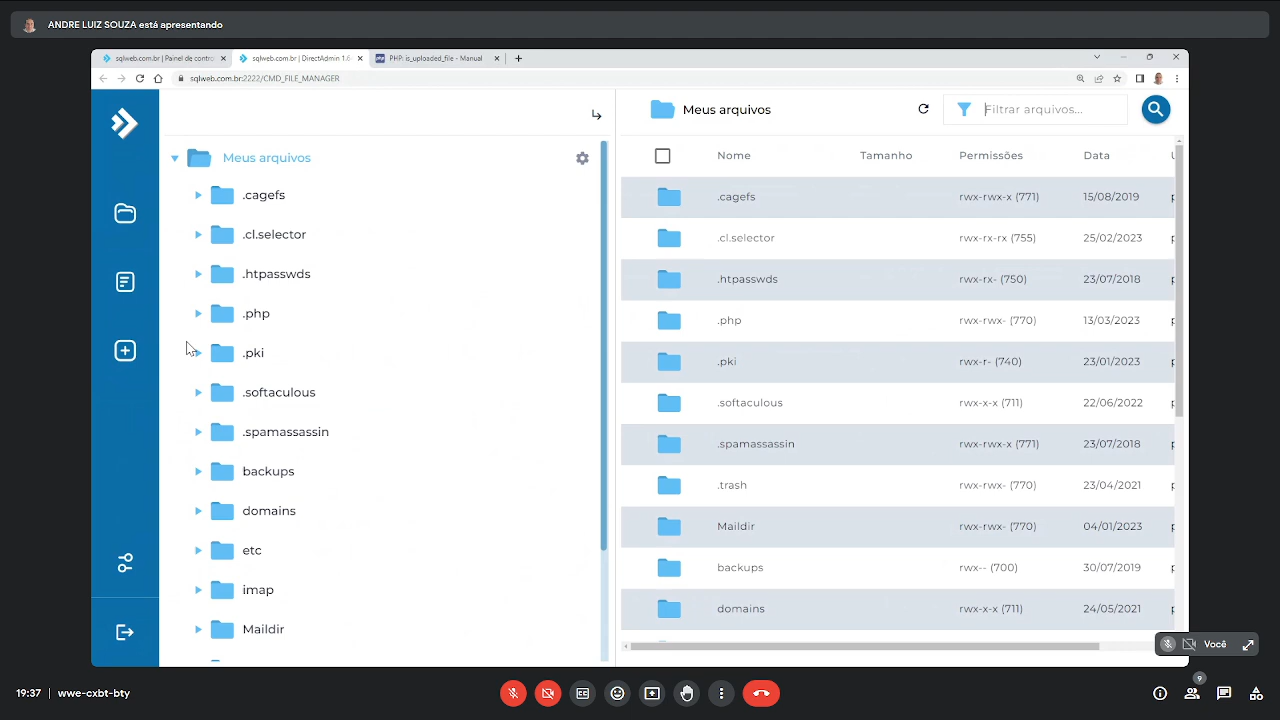 ANDRE LUIZ SOUZA está apresentando
sqlweb.com.br | Painel de contro
sqlweb.com.br | DirectAdmin 1.6
PHP: is_uploaded_file - Manual
sqlweb.com.br:2222/CMD_FILE_MANAGER
Meus arquivos
.cagefs
.cl.selector
.htpasswds
.php
.pki
.softaculous
.spamassassin
backups
domains
etc
imap
Maildir
Meus arquivos
Filtrar arquivos...
Nome Tamanho Permissões Data
.cagefs rwx-rwx-x (771) 15/08/2019
.cl.selector rwx-rx-rx (755) 25/02/2023
.htpasswds rwx-rx- (750) 23/07/2018
.php rwx-rwx- (770) 13/03/2023
.pki rwx-r- (740) 23/01/2023
.softaculous rwx-x-x (711) 22/06/2022
.spamassassin rwx-rwx-x (771) 23/07/2018
.trash rwx-rwx- (770) 23/04/2021
Maildir rwx-rwx- (770) 04/01/2023
backups rwx-- (700) 30/07/2019
domains rwx-x-x (711) 24/05/2021
Você
19:37 wwe-cxbt-bty
9